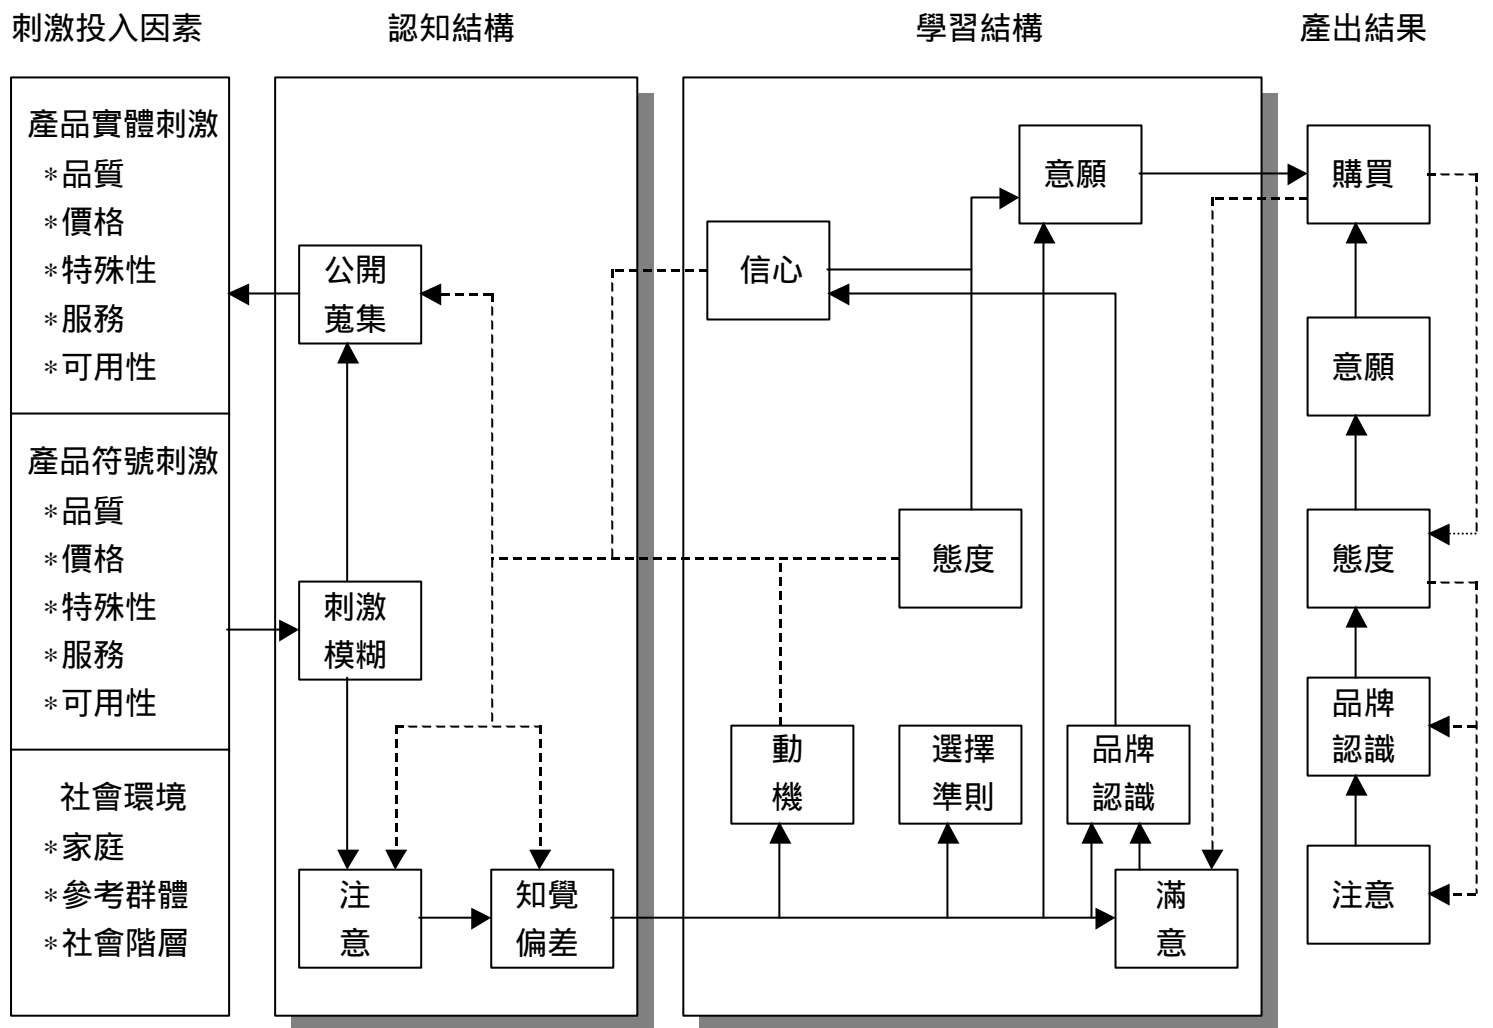 刺激投入因素
認知結構
學習結構
產出結果
產品實體刺激
*品質
*價格
*特殊性
*服務
*可用性
產品符號刺激
*品質
*價格
*特殊性
*服務
*可用性
社會環境
*家庭
*參考群體
*社會階層
公開
蒐集
刺激
模糊
注
意
知覺
偏差
意願
信心
態度
動
機
選擇
準則
品牌
認識
滿
意
購買
意願
態度
品牌
認識
注意